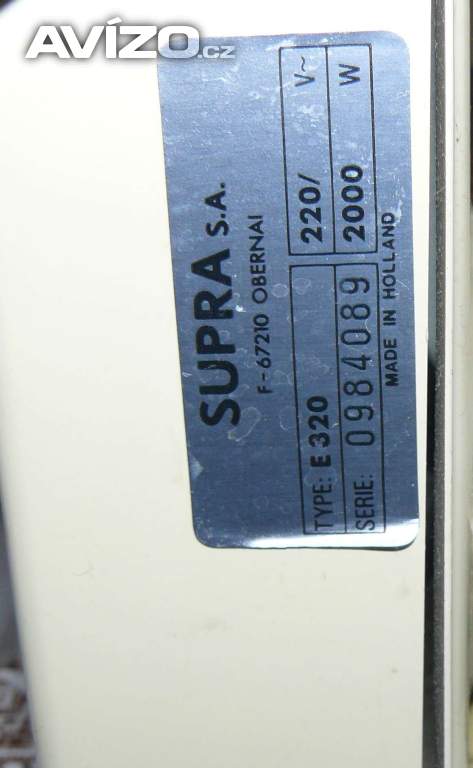 AVÍZO.cz
SUPRA S.A.
F-67210 OBERNAI
TYPE: E 320 220/ V~
SERIE: 0984089 2000 W
MADE IN HOLLAND